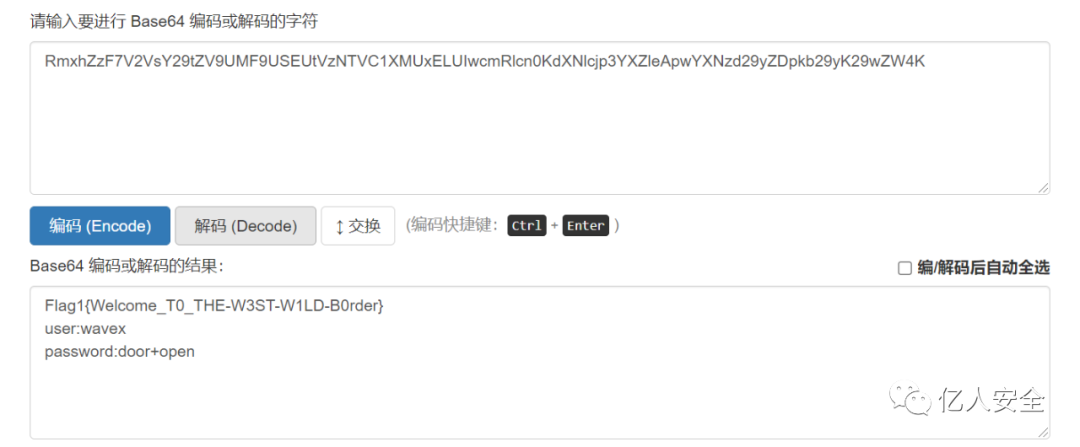 请输入要进行 Base64 编码或解码的字符
RmxhZzF7V2VsY29tZV9UMF9USEUtVzNTVC1XMUxELUIwcmRlcn0KdXNlcjp3YXZleApwYXNzd29yZDpkb29yK29wZW4K
编码 (Encode) 解码 (Decode) ↕ 交换 (编码快捷键: Ctrl + Enter )
Base64 编码或解码的结果: 编/解码后自动全选
Flag1{Welcome_T0_THE-W3ST-W1LD-B0rder}
user:wavex
password:door+open
亿人安全